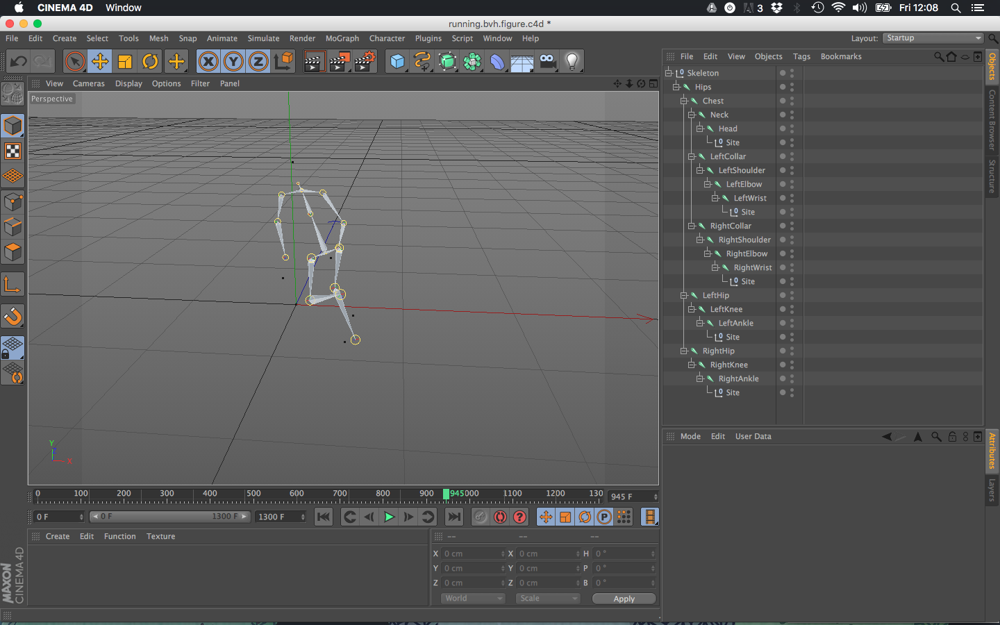 CINEMA 4D Window 3 Fri 12:08
running.bvh.figure.c4d *
File Edit Create Select Tools Mesh Snap Animate Simulate Render MoGraph Character Plugins Script Window Help Layout: Startup
X Y Z
File Edit View Objects Tags Bookmarks
Objects
Content Browser
Structure
View Cameras Display Options Filter Panel
Perspective
0 Skeleton
Hips
Chest
Neck
Head
0 Site
LeftCollar
LeftShoulder
LeftElbow
LeftWrist
0 Site
RightCollar
RightShoulder
RightElbow
RightWrist
0 Site
LeftHip
LeftKnee
LeftAnkle
0 Site
RightHip
RightKnee
RightAnkle
0 Site
Y
Z
X
Mode Edit User Data
Attributes
Layers
0 100 200 300 400 500 600 700 800 900 945 000 1100 1200 130
945 F
0 F 0 F 1300 F 1300 F
? P
Create Edit Function Texture
-- -- --
X 0 cm X 0 cm H 0 °
Y 0 cm Y 0 cm P 0 °
Z 0 cm Z 0 cm B 0 °
World Scale Apply
MAXON
CINEMA 4D